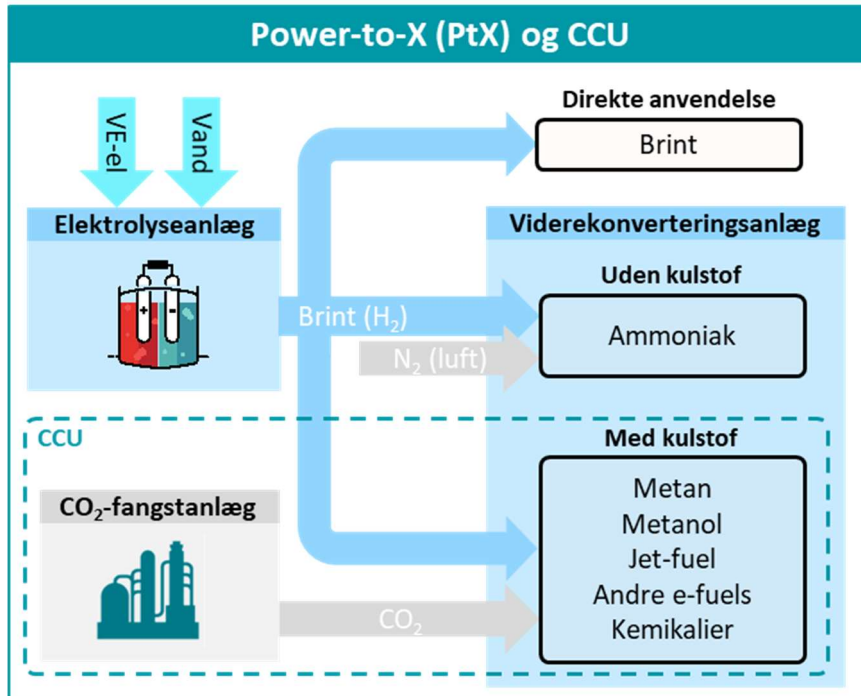 Power-to-X (PtX) og CCU
VE-el
Vand
Direkte anvendelse
Brint
Elektrolyseanlæg
+ -
Viderekonverteringsanlæg
Uden kulstof
Brint (H₂)
Ammoniak
N₂ (luft)
CCU
Med kulstof
CO₂-fangstanlæg
Metan
Metanol
Jet-fuel
Andre e-fuels
Kemikalier
CO₂